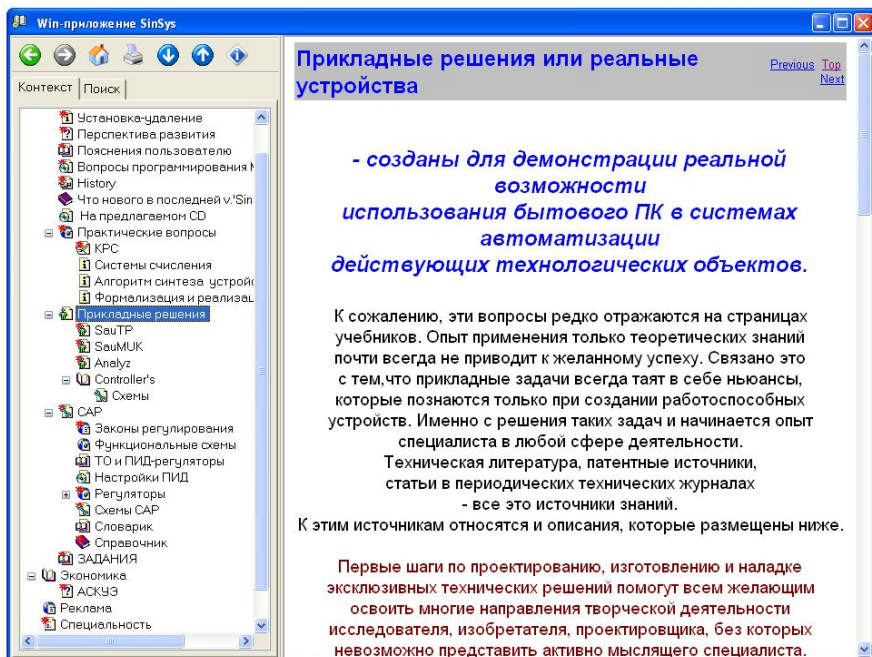 Win-приложение SinSys
Контекст
Поиск
Установка-удаление
Перспектива развития
Пояснения пользователю
Вопросы программирования М
History
Что нового в последней v.'Sin
На предлагаемом CD
Практические вопросы
КРС
Системы счисления
Алгоритм синтеза устройс
Формализация и реализац
Прикладные решения
SauTP
SauMUK
Analyz
Controller's
Схемы
САР
Законы регулирования
Функциональные схемы
ТО и ПИД-регуляторы
Настройки ПИД
Регуляторы
Схемы САР
Словарик
Справочник
ЗАДАНИЯ
Экономика
АСКУЭ
Реклама
Специальность
Прикладные решения или реальные
устройства
Previous Top
Next
- созданы для демонстрации реальной
возможности
использования бытового ПК в системах
автоматизации
действующих технологических объектов.
К сожалению, эти вопросы редко отражаются на страницах
учебников. Опыт применения только теоретических знаний
почти всегда не приводит к желанному успеху. Связано это
с тем,что прикладные задачи всегда таят в себе ньюансы,
которые познаются только при создании работоспособных
устройств. Именно с решения таких задач и начинается опыт
специалиста в любой сфере деятельности.
Техническая литература, патентные источники,
статьи в периодических технических журналах
- все это источники знаний.
К этим источникам относятся и описания, которые размещены ниже.
Первые шаги по проектированию, изготовлению и наладке
эксклюзивных технических решений помогут всем желающим
освоить многие направления творческой деятельности
исследователя, изобретателя, проектировщика, без которых
невозможно представить активно мыслящего специалиста.